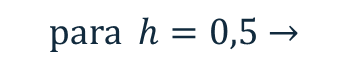 para h = 0,5 →